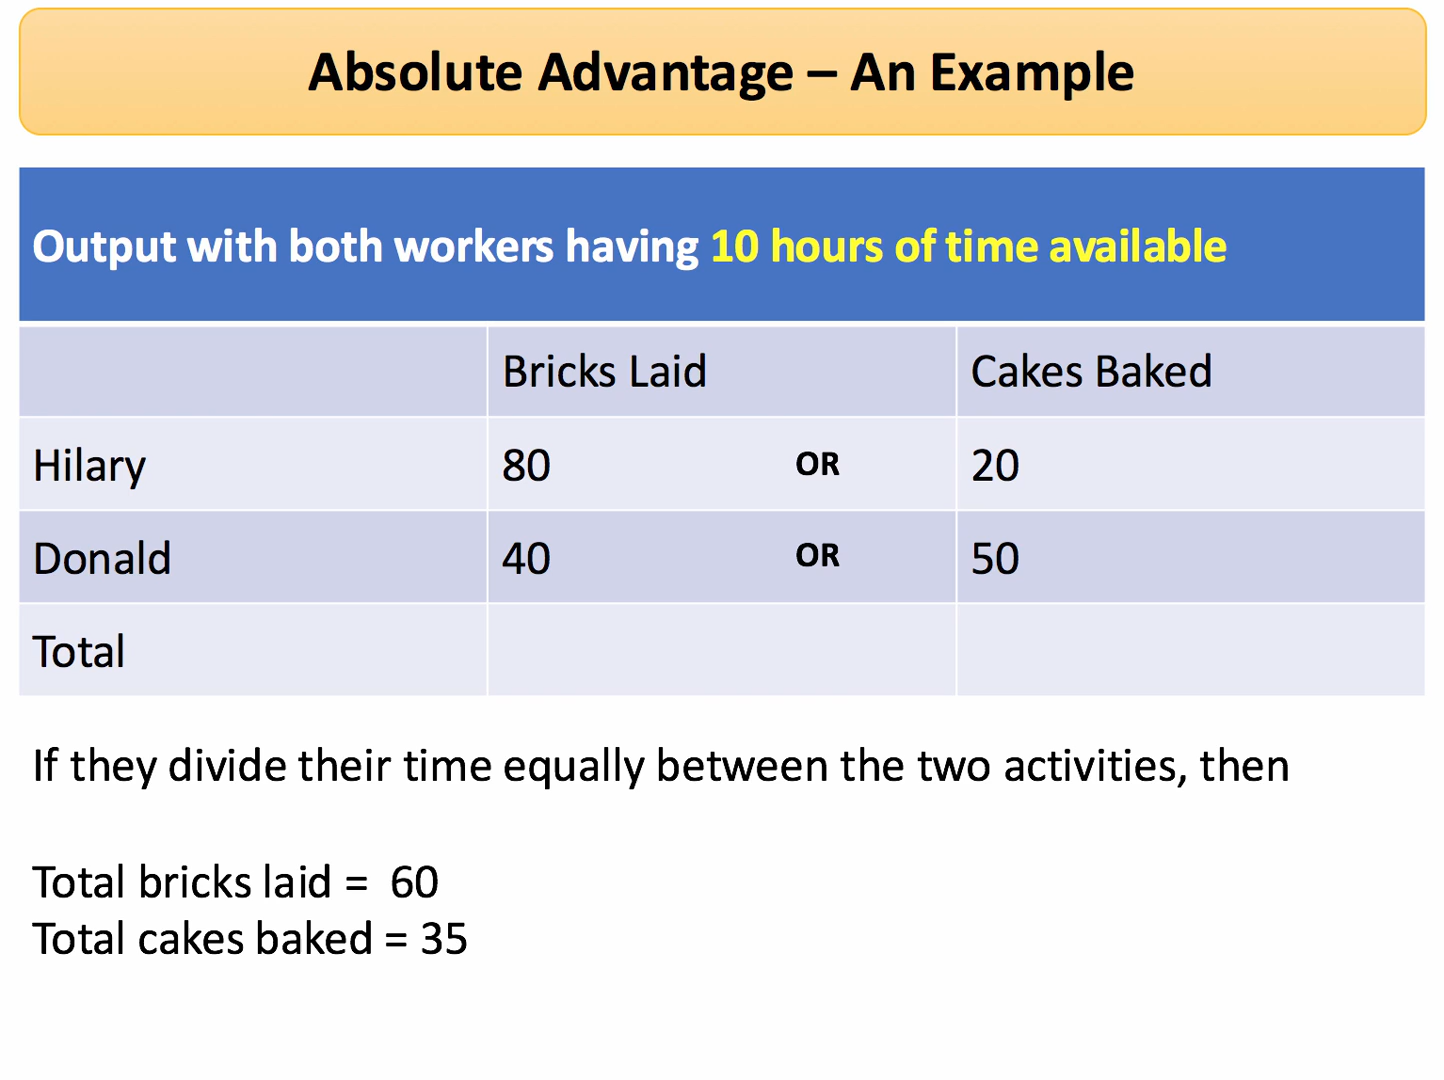 Absolute Advantage – An Example
Output with both workers having 10 hours of time available
Bricks Laid Cakes Baked
Hilary 80 OR 20
Donald 40 OR 50
Total
If they divide their time equally between the two activities, then
Total bricks laid = 60
Total cakes baked = 35